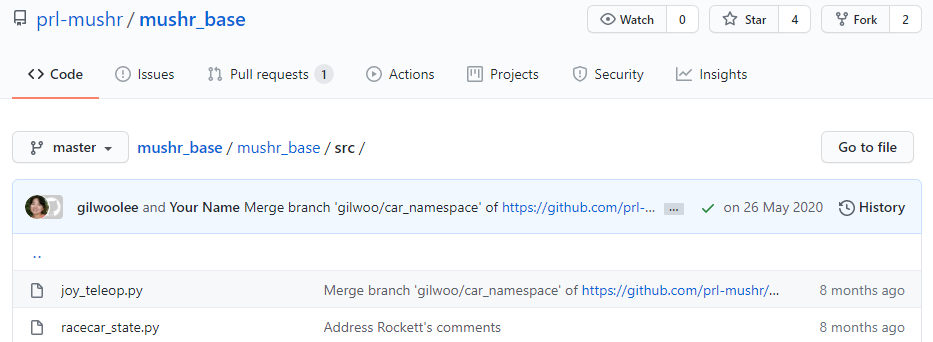 prl-mushr / mushr_base Watch 0 Star 4 Fork 2
Code Issues Pull requests 1 Actions Projects Security Insights
master mushr_base / mushr_base / src / Go to file
gilwoolee and Your Name Merge branch 'gilwoo/car_namespace' of https://github.com/prl-... ... on 26 May 2020 History
..
joy_teleop.py Merge branch 'gilwoo/car_namespace' of https://github.com/prl-mushr/... 8 months ago
racecar_state.py Address Rockett's comments 8 months ago